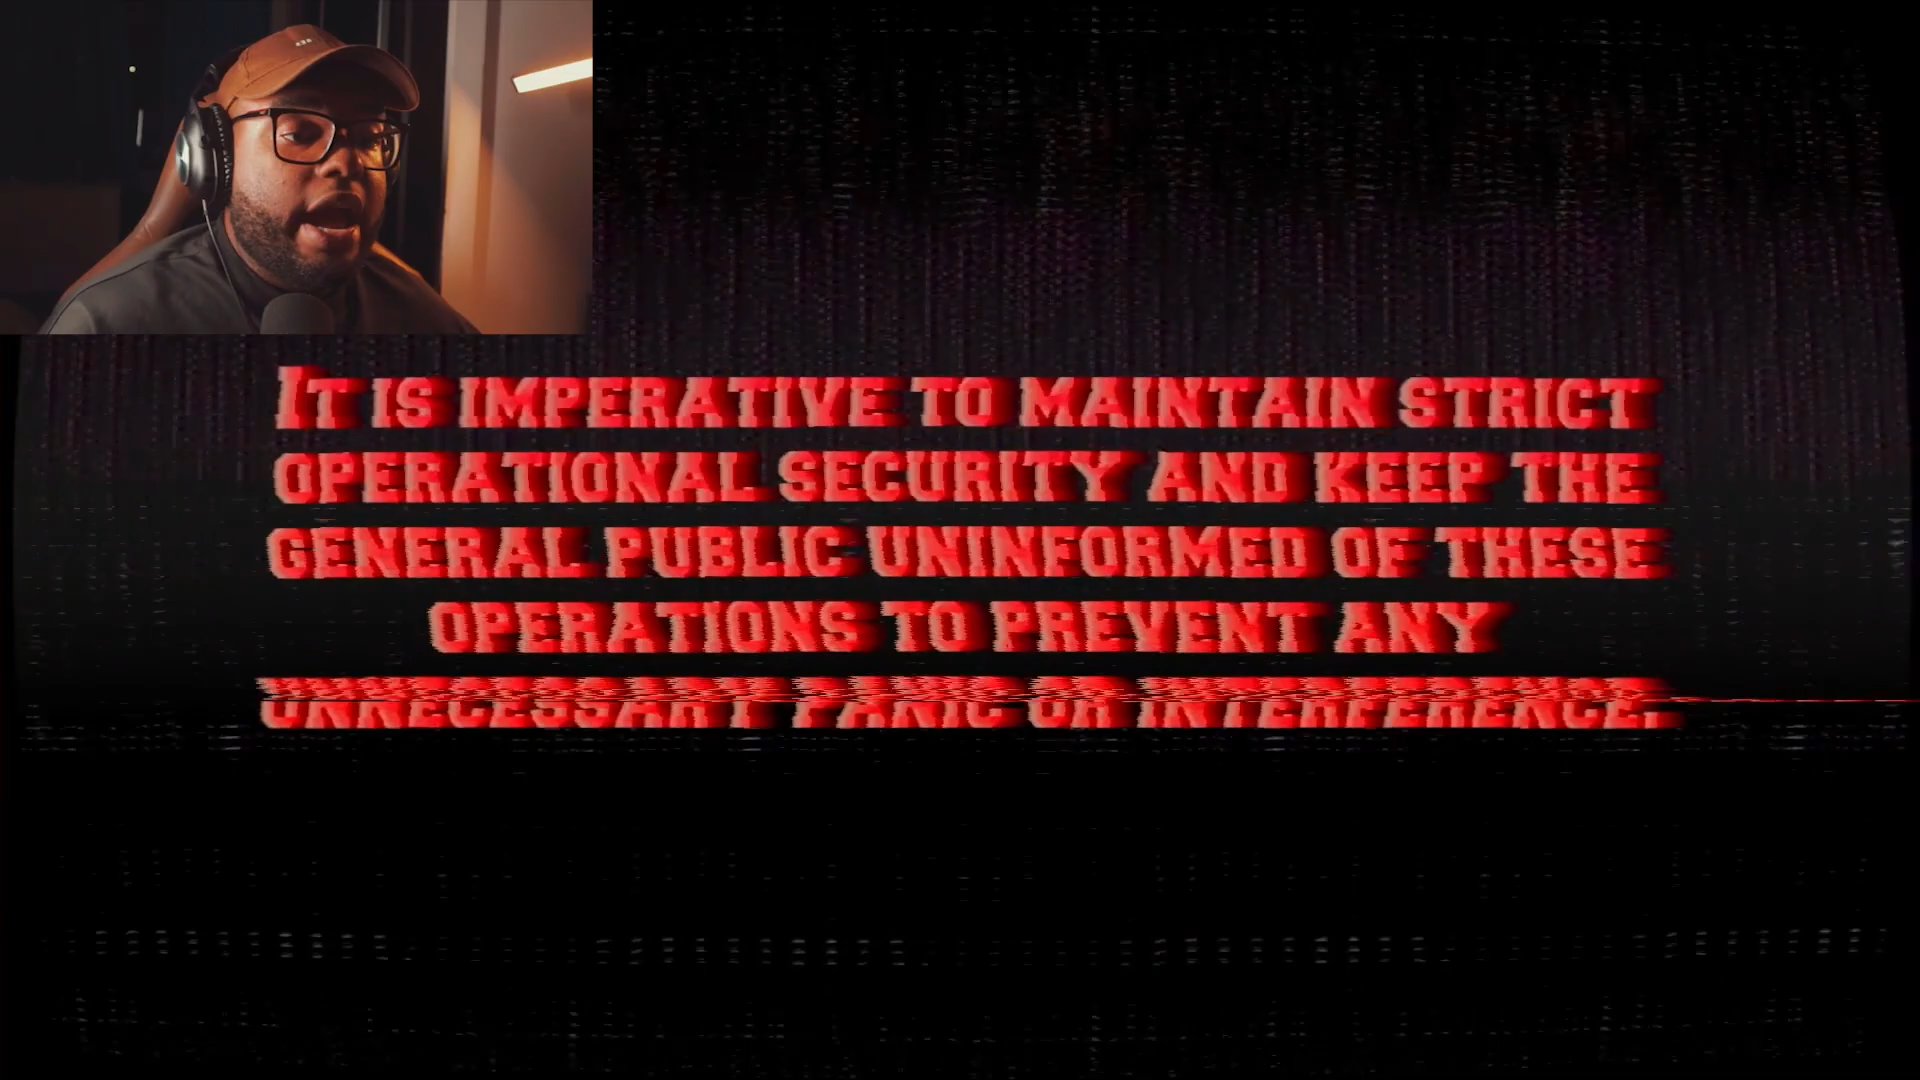 It is imperative to maintain strict
operational security and keep the
general public uninformed of these
operations to prevent any
unnecessary panic or interference.